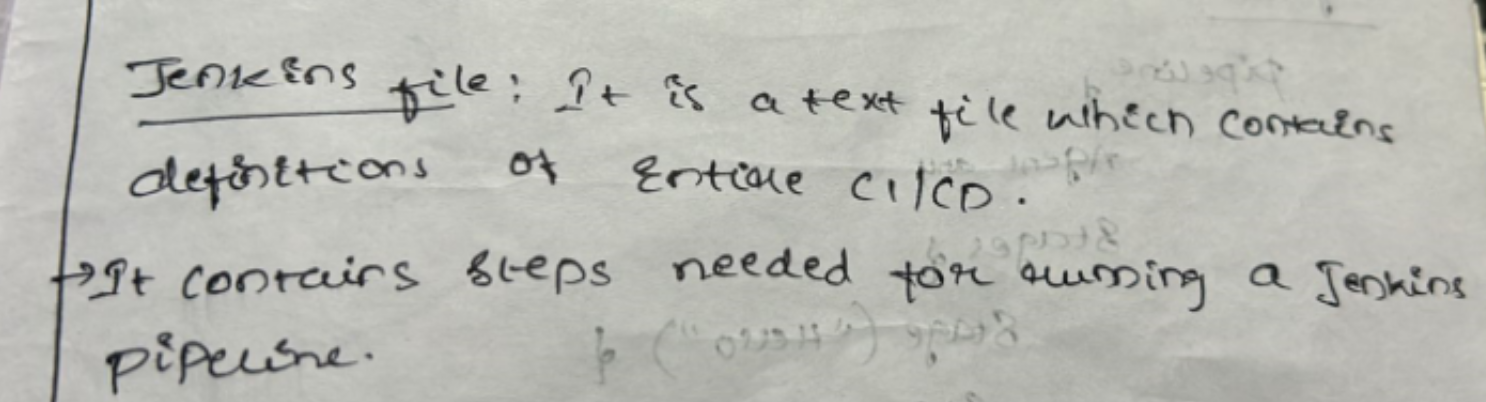 Jenkins file: It is a text file which contains
definitions of Entire CI/CD.
→It contains steps needed for running a Jenkins
pipeline.